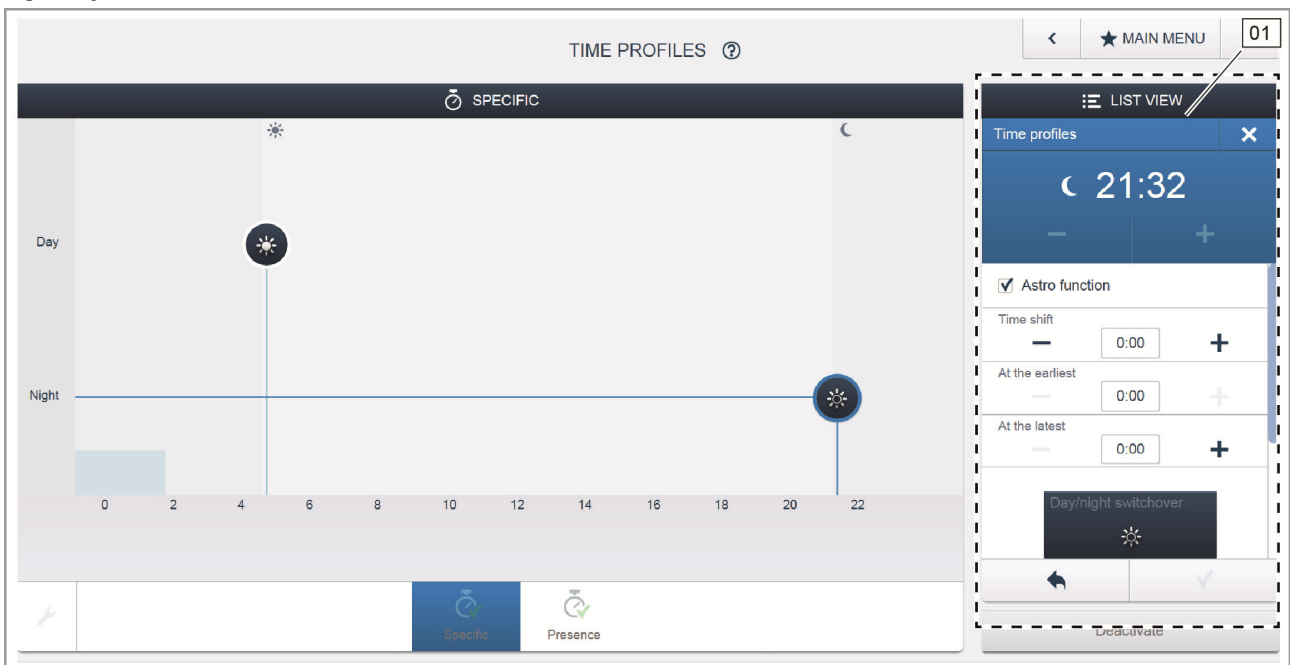 TIME PROFILES ?
MAIN MENU
01
SPECIFIC
LIST VIEW
Time profiles
21:32
Astro function
Time shift
0:00
At the earliest
0:00
At the latest
0:00
Day/night switchover
Day
Night
0 2 4 6 8 10 12 14 16 18 20 22
Specific
Presence
Deactivate